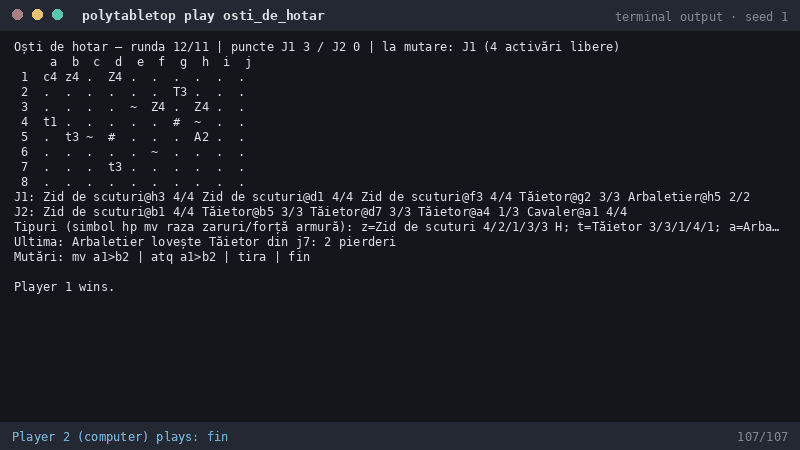 polytabletop play osti_de_hotar
terminal output · seed 1
Oști de hotar — runda 12/11 | puncte J1 3 / J2 0 | la mutare: J1 (4 activări libere)
a b c d e f g h i j
1 c4 z4 . Z4 . . . . . .
2 . . . . . . T3 . . .
3 . . . . ~ Z4 . Z4 . .
4 t1 . . . . . # ~ . .
5 . t3 ~ # . . . A2 . .
6 . . . . . ~ . . . .
7 . . . t3 . . . . . .
8 . . . . . . . . . .
J1: Zid de scuturi@h3 4/4 Zid de scuturi@d1 4/4 Zid de scuturi@f3 4/4 Tăietor@g2 3/3 Arbaletier@h5 2/2
J2: Zid de scuturi@b1 4/4 Tăietor@b5 3/3 Tăietor@d7 3/3 Tăietor@a4 1/3 Cavaler@a1 4/4
Tipuri (simbol hp mv raza zaruri/forță armură): z=Zid de scuturi 4/2/1/3/3 H; t=Tăietor 3/3/1/4/1; a=Arba…
Ultima: Arbaletier lovește Tăietor din j7: 2 pierderi
Mutări: mv a1>b2 | atq a1>b2 | tira | fin
Player 1 wins.
Player 2 (computer) plays: fin
107/107